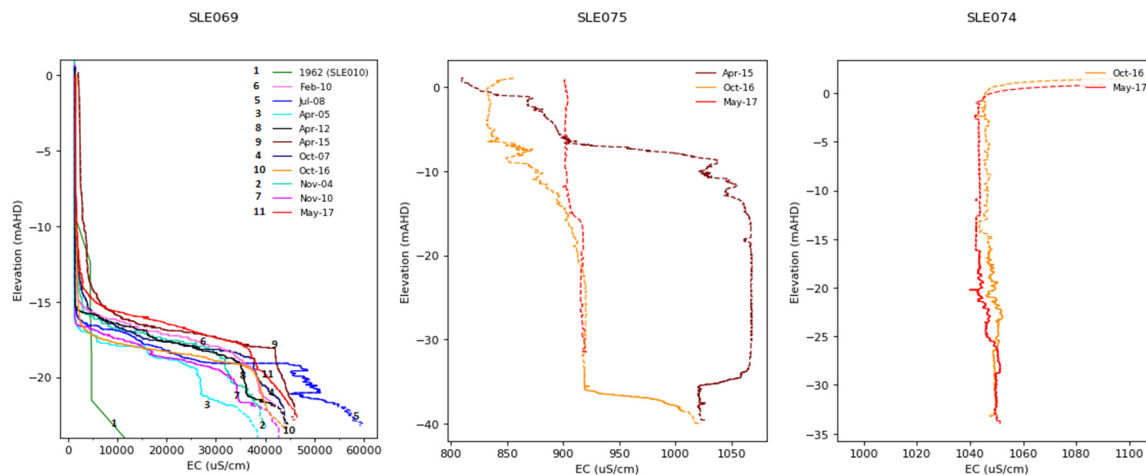 SLE069
SLE075
SLE074
1 1962 (SLE010)
6 Feb-10
5 Jul-08
3 Apr-05
8 Apr-12
9 Apr-15
4 Oct-07
10 Oct-16
2 Nov-04
7 Nov-10
11 May-17
0
−5
−10
−15
−20
Elevation (mAHD)
6
9
8
11
7
4
3
2
10
5
1
0 10000 20000 30000 40000 50000 60000
EC (uS/cm)
Apr-15
Oct-16
May-17
0
−10
−20
−30
−40
Elevation (mAHD)
800 850 900 950 1000 1050
EC (uS/cm)
Oct-16
May-17
0
−5
−10
−15
−20
−25
−30
−35
Elevation (mAHD)
1000 1020 1040 1060 1080 1100
EC (uS/cm)